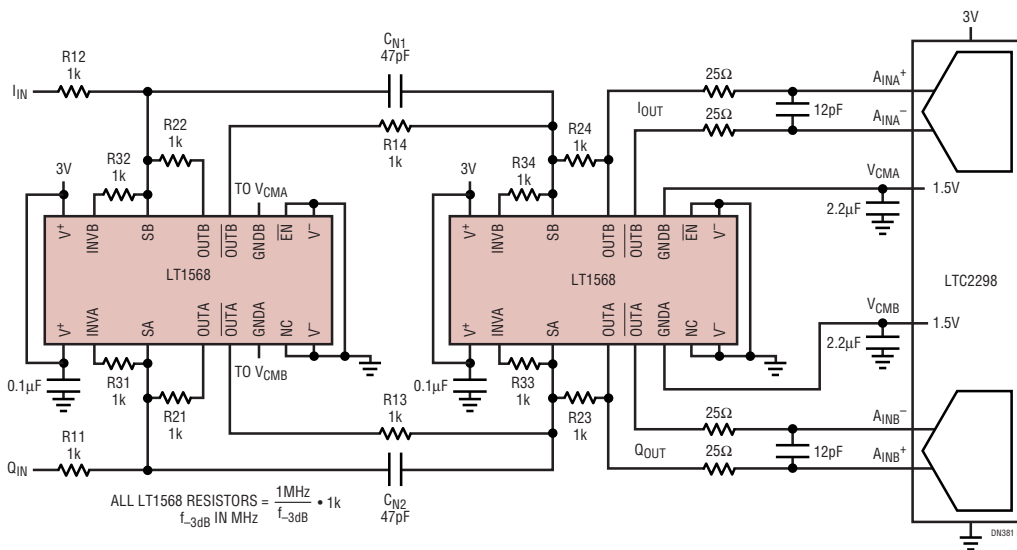 3V
C_N1
47pF
R12
1k
I_IN
25Ω
A_INA+
I_OUT
12pF
25Ω
A_INA−
R22
1k
R14
1k
R24
1k
R32
1k
R34
1k
3V
3V
TO V_CMA
V_CMA
1.5V
2.2µF
V+
INVB
SB
OUTB
OUTB
GNDB
EN
V−
LT1568
V+
INVA
SA
OUTA
OUTA
GNDA
NC
V−
V+
INVB
SB
OUTB
OUTB
GNDB
EN
V−
LT1568
V+
INVA
SA
OUTA
OUTA
GNDA
NC
V−
LTC2298
V_CMB
1.5V
2.2µF
TO V_CMB
0.1µF
R31
1k
R21
1k
0.1µF
R33
1k
R23
1k
R13
1k
R11
1k
Q_IN
25Ω
A_INB−
Q_OUT
12pF
25Ω
A_INB+
C_N2
47pF
ALL LT1568 RESISTORS = 1MHz / f–3dB • 1k
f–3dB IN MHz
DN381